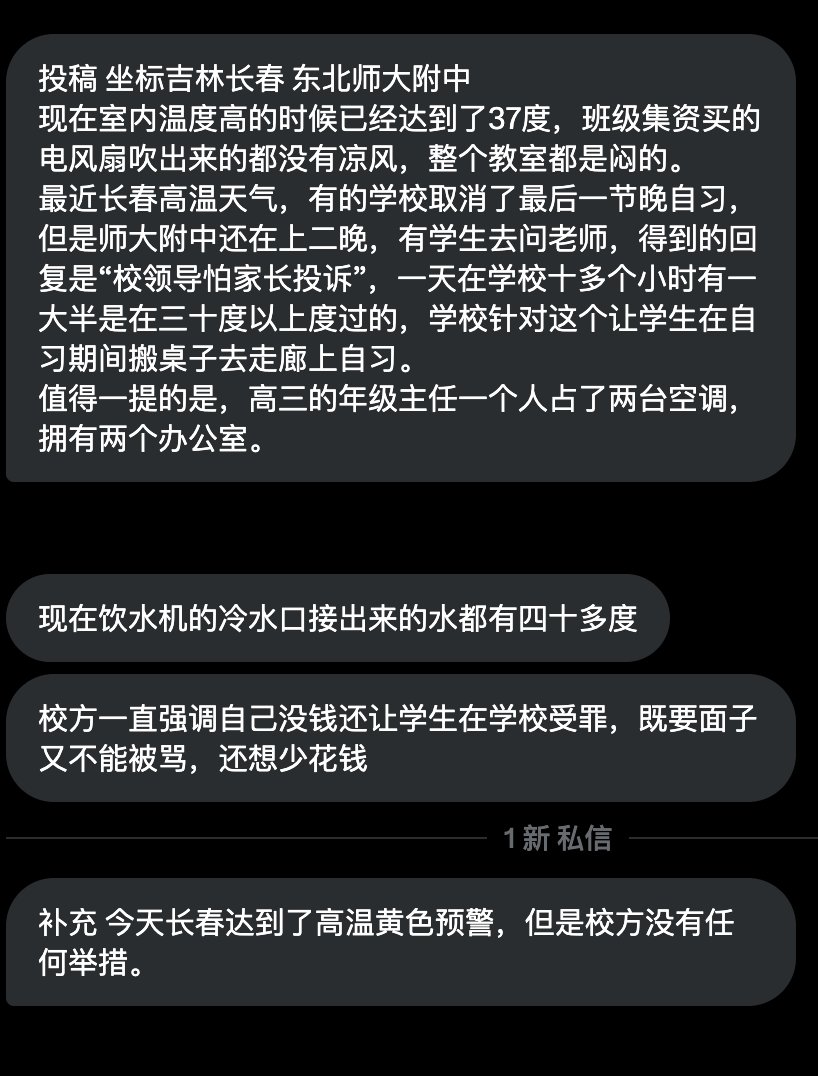 投稿 坐标吉林长春 东北师大附中
现在室内温度高的时候已经达到了37度，班级集资买的
电风扇吹出来的都没有凉风，整个教室都是闷的。
最近长春高温天气，有的学校取消了最后一节晚自习，
但是师大附中还在上二晚，有学生去问老师，得到的回
复是“校领导怕家长投诉”，一天在学校十多个小时有一
大半是在三十度以上度过的，学校针对这个让学生在自
习期间搬桌子去走廊上自习。
值得一提的是，高三的年级主任一个人占了两台空调，
拥有两个办公室。
现在饮水机的冷水口接出来的水都有四十多度
校方一直强调自己没钱还让学生在学校受罪，既要面子
又不能被骂，还想少花钱
1 新 私信
补充 今天长春达到了高温黄色预警，但是校方没有任
何举措。